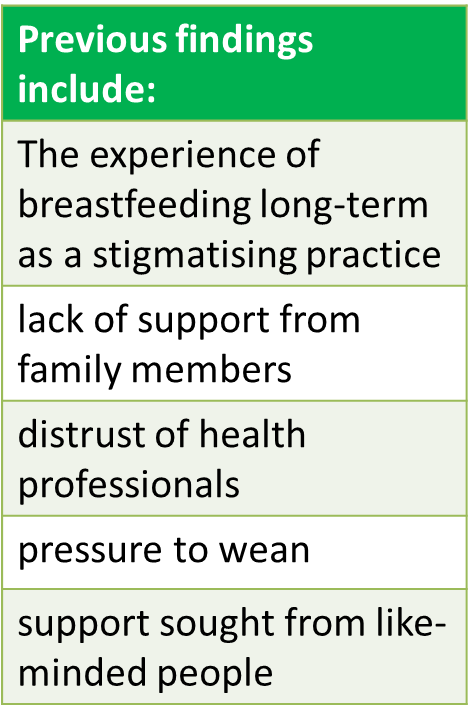 Previous findings
include:
The experience of
breastfeeding long-term
as a stigmatising practice
lack of support from
family members
distrust of health
professionals
pressure to wean
support sought from like-
minded people